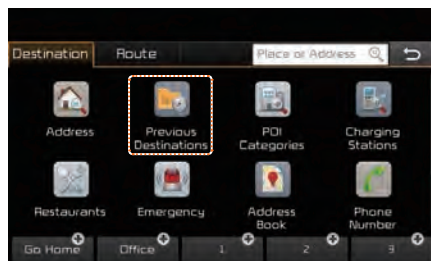 Destination Route Place or Address
Address Previous Destinations POI Categories Charging Stations
Restaurants Emergency Address Book Phone Number
Go Home Office 1 2 3